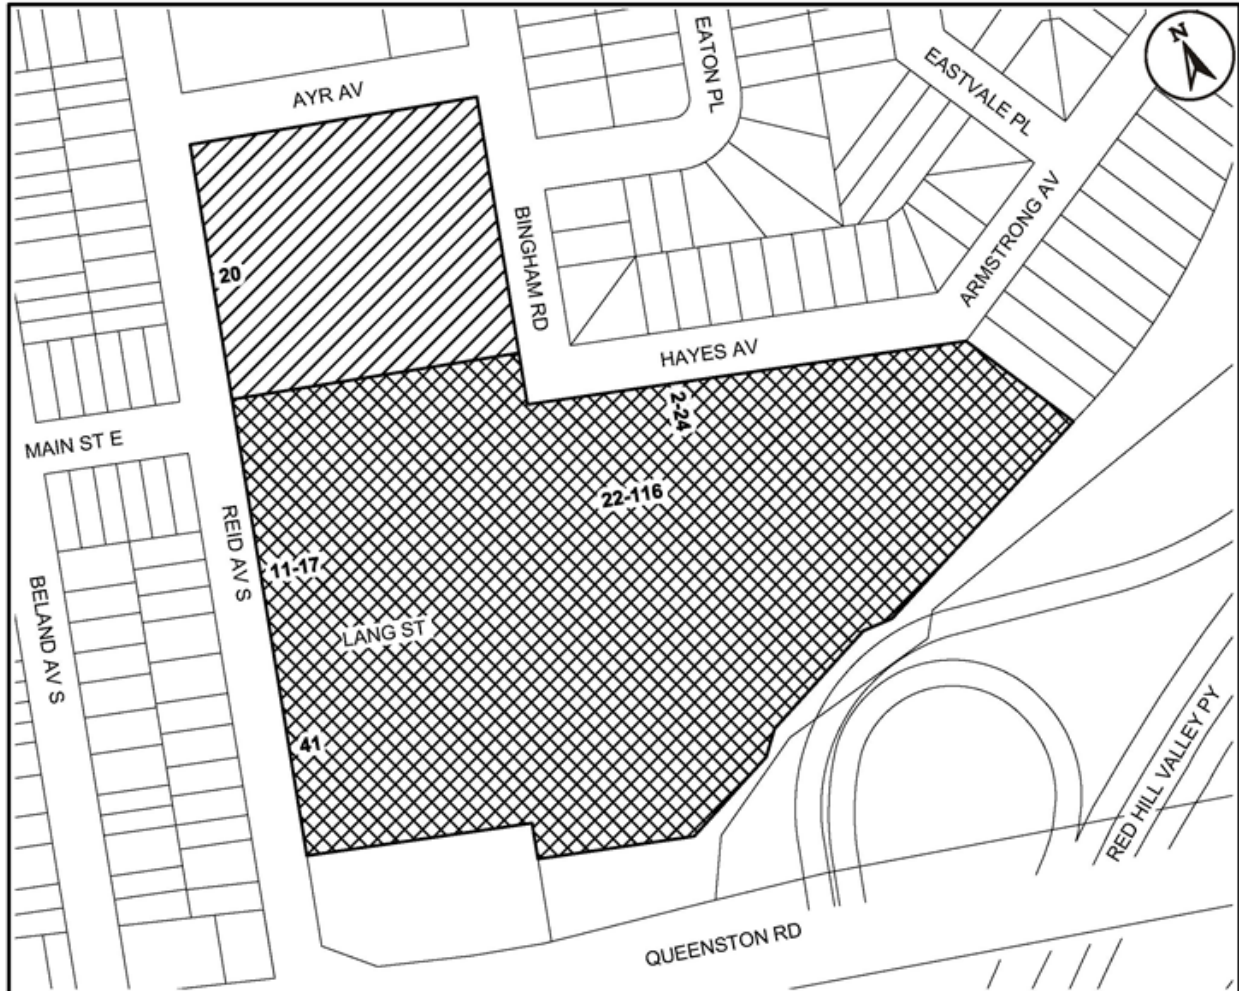 EATON PL
N
EASTVALE PL
AYR AV
ARMSTRONG AV
BINGHAM RD
20
HAYES AV
2-24
MAIN ST E
22-116
REID AV S
11-17
BELAND AV S
LANG ST
41
RED HILL VALLEY PY
QUEENSTON RD